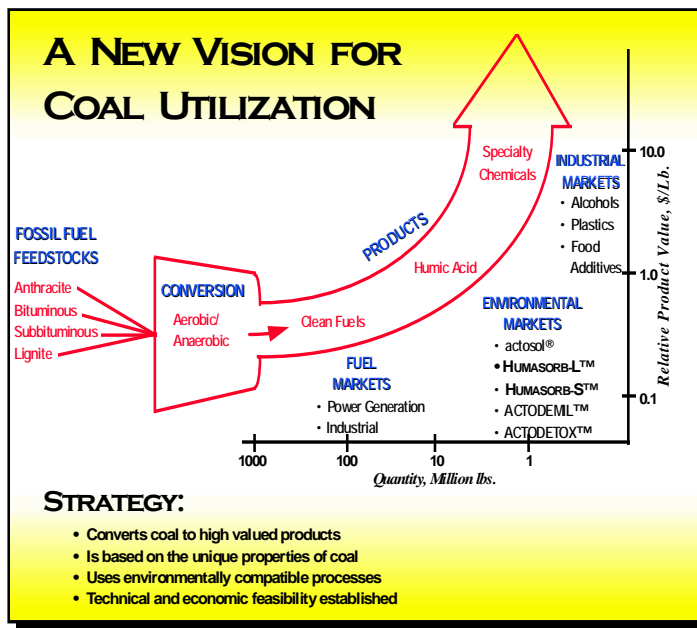 A NEW VISION FOR
COAL UTILIZATION
FOSSIL FUEL
FEEDSTOCKS
Anthracite
Bituminous
Subbituminous
Lignite
CONVERSION
Aerobic/
Anaerobic
Clean Fuels
PRODUCTS
Humic Acid
Specialty
Chemicals
FUEL
MARKETS
· Power Generation
· Industrial
ENVIRONMENTAL
MARKETS
· actosol®
• HUMASORB-L™
· HUMASORB-S™
· ACTODEMIL™
· ACTODETOX™
INDUSTRIAL
MARKETS
· Alcohols
· Plastics
· Food
Additives
10.0
1.0
0.1
Relative Product Value, $/Lb.
1000 100 10 1
Quantity, Million lbs.
STRATEGY:
• Converts coal to high valued products
• Is based on the unique properties of coal
• Uses environmentally compatible processes
• Technical and economic feasibility established